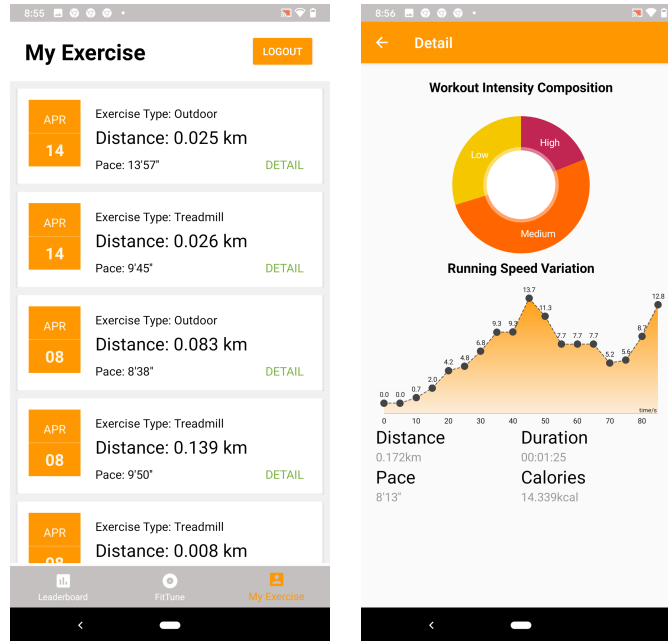 8:55
My Exercise
LOGOUT
APR
14
Exercise Type: Outdoor
Distance: 0.025 km
Pace: 13'57"
DETAIL
APR
14
Exercise Type: Treadmill
Distance: 0.026 km
Pace: 9'45"
DETAIL
APR
08
Exercise Type: Outdoor
Distance: 0.083 km
Pace: 8'38"
DETAIL
APR
08
Exercise Type: Treadmill
Distance: 0.139 km
Pace: 9'50"
DETAIL
APR
08
Exercise Type: Treadmill
Distance: 0.008 km
Leaderboard
FitTune
My Exercise
8:56
Detail
Workout Intensity Composition
Low
High
Medium
Running Speed Variation
0.0 0.0 0.7 2.0 4.2 4.8 6.8 9.3 9.3 13.7 11.3 7.7 7.7 7.7 5.2 5.6 8.7 12.8
time/s
0 10 20 30 40 50 60 70 80
Distance
0.172km
Duration
00:01:25
Pace
8'13"
Calories
14.339kcal